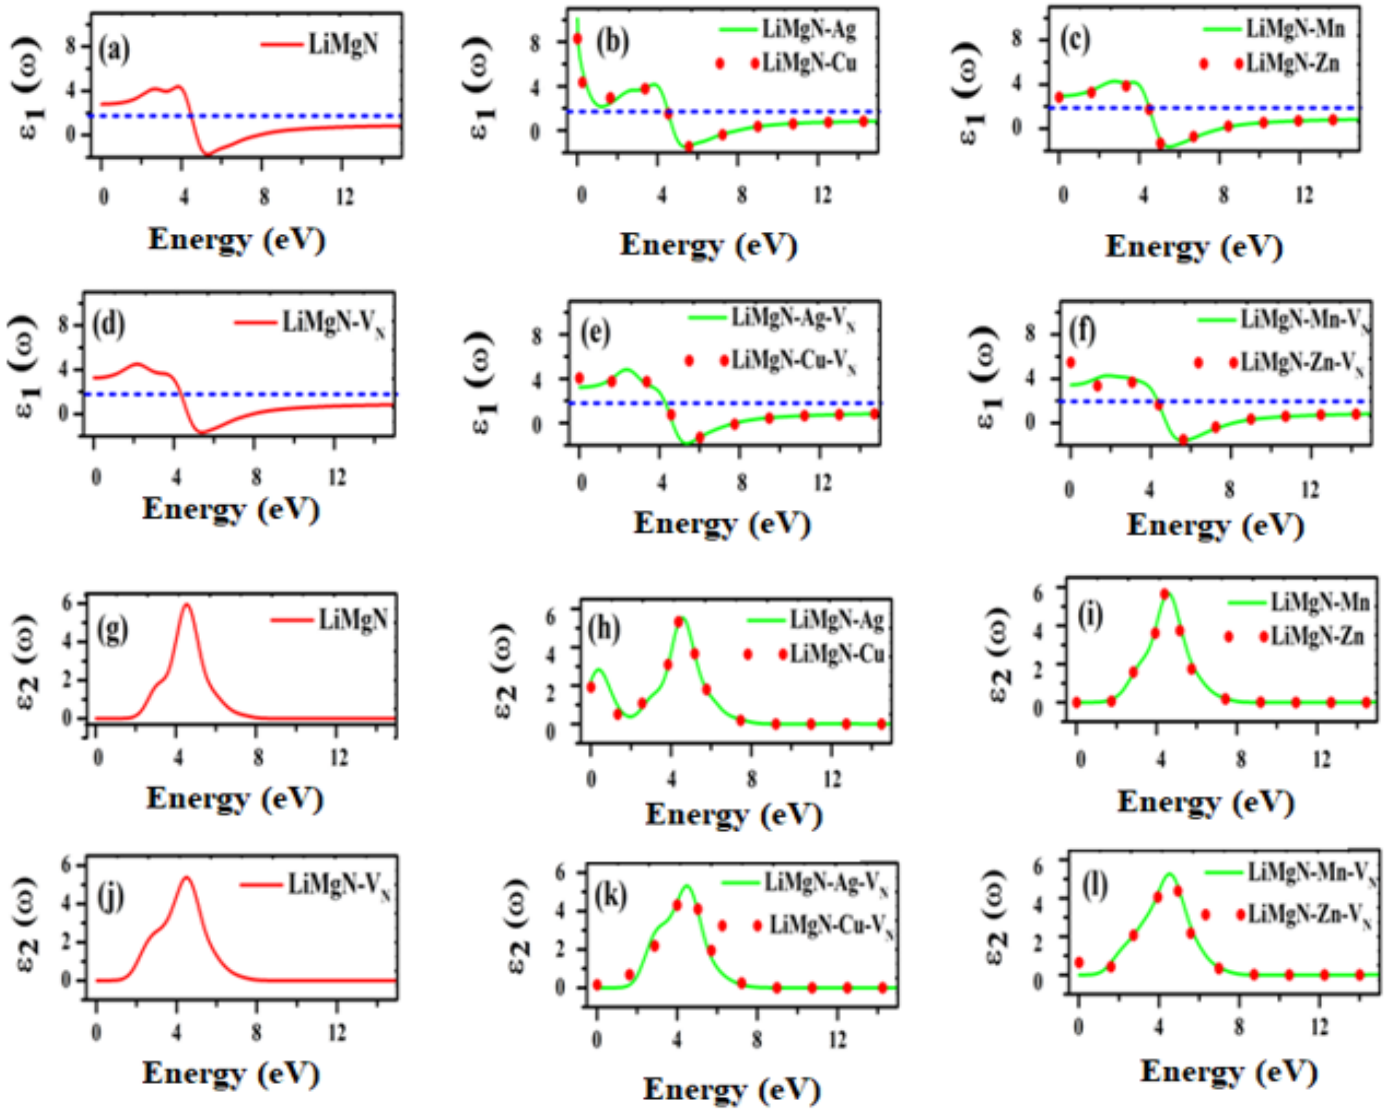 (a)
LiMgN
ε1 (ω)
8
4
0
0 4 8 12
Energy (eV)
(b)
LiMgN-Ag
LiMgN-Cu
ε1 (ω)
8
4
0
0 4 8 12
Energy (eV)
(c)
LiMgN-Mn
LiMgN-Zn
ε1 (ω)
8
4
0
0 4 8 12
Energy (eV)
(d)
LiMgN-VN
ε1 (ω)
8
4
0
0 4 8 12
Energy (eV)
(e)
LiMgN-Ag-VN
LiMgN-Cu-VN
ε1 (ω)
8
4
0
0 4 8 12
Energy (eV)
(f)
LiMgN-Mn-VN
LiMgN-Zn-VN
ε1 (ω)
8
4
0
0 4 8 12
Energy (eV)
(g)
LiMgN
ε2 (ω)
6
4
2
0
0 4 8 12
Energy (eV)
(h)
LiMgN-Ag
LiMgN-Cu
ε2 (ω)
6
4
2
0
0 4 8 12
Energy (eV)
(i)
LiMgN-Mn
LiMgN-Zn
ε2 (ω)
6
4
2
0
0 4 8 12
Energy (eV)
(j)
LiMgN-VN
ε2 (ω)
6
4
2
0
0 4 8 12
Energy (eV)
(k)
LiMgN-Ag-VN
LiMgN-Cu-VN
ε2 (ω)
6
4
2
0
0 4 8 12
Energy (eV)
(l)
LiMgN-Mn-VN
LiMgN-Zn-VN
ε2 (ω)
6
4
2
0
0 4 8 12
Energy (eV)